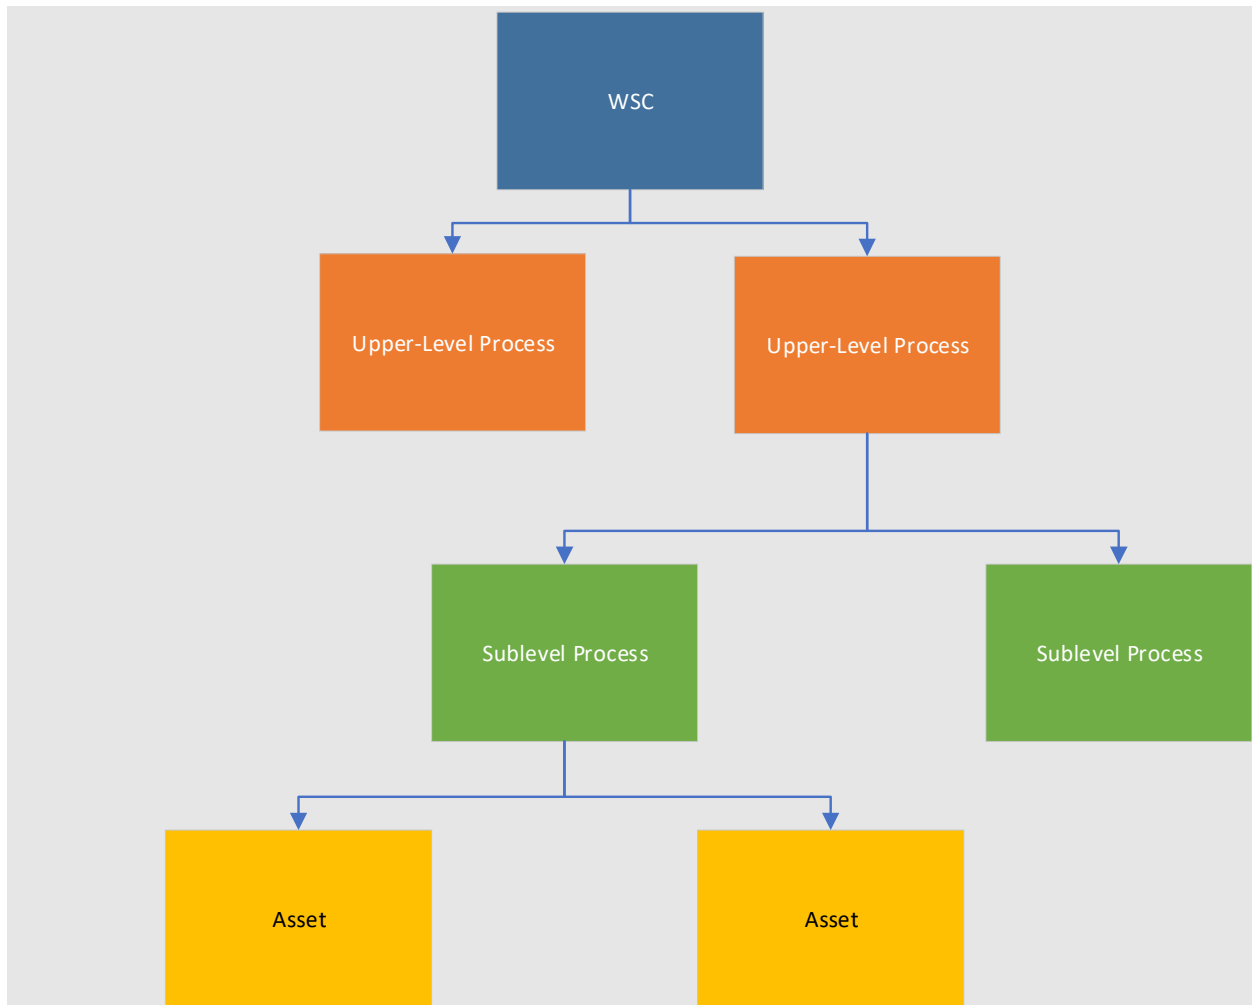 WSC
Upper-Level Process
Upper-Level Process
Sublevel Process
Sublevel Process
Asset
Asset